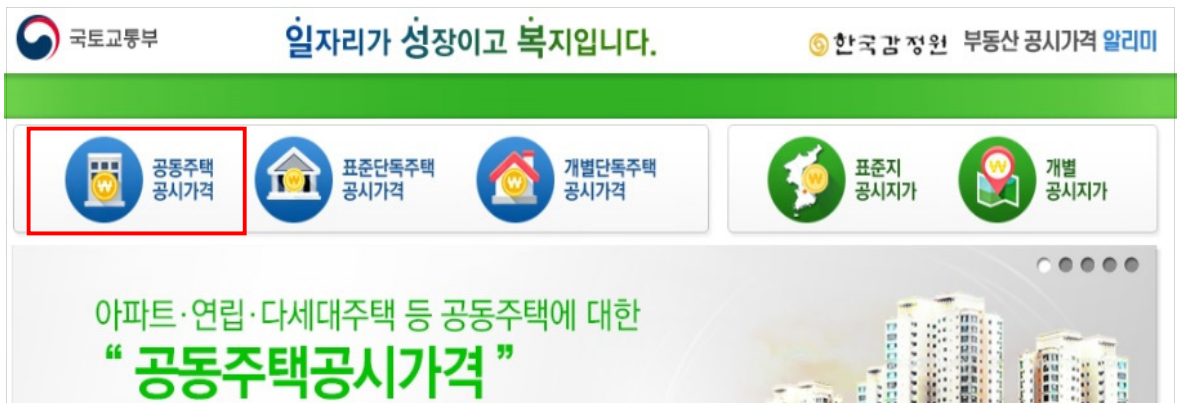 국토교통부
일자리가 성장이고 복지입니다.
한국감정원 부동산 공시가격 알리미
공동주택
공시가격
표준단독주택
공시가격
개별단독주택
공시가격
표준지
공시지가
개별
공시지가
아파트·연립·다세대주택 등 공동주택에 대한
“공동주택공시가격”